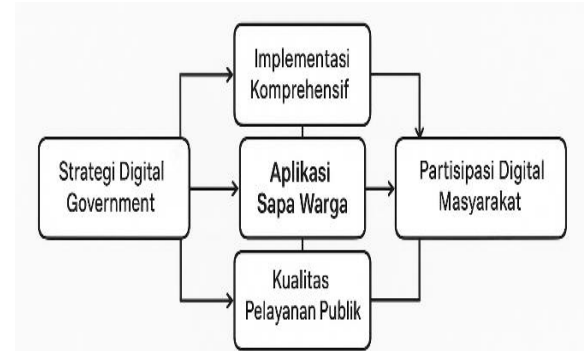 Implementasi
Komprehensif
Strategi Digital
Government
Aplikasi
Sapa Warga
Partisipasi Digital
Masyarakat
Kualitas
Pelayanan Publik